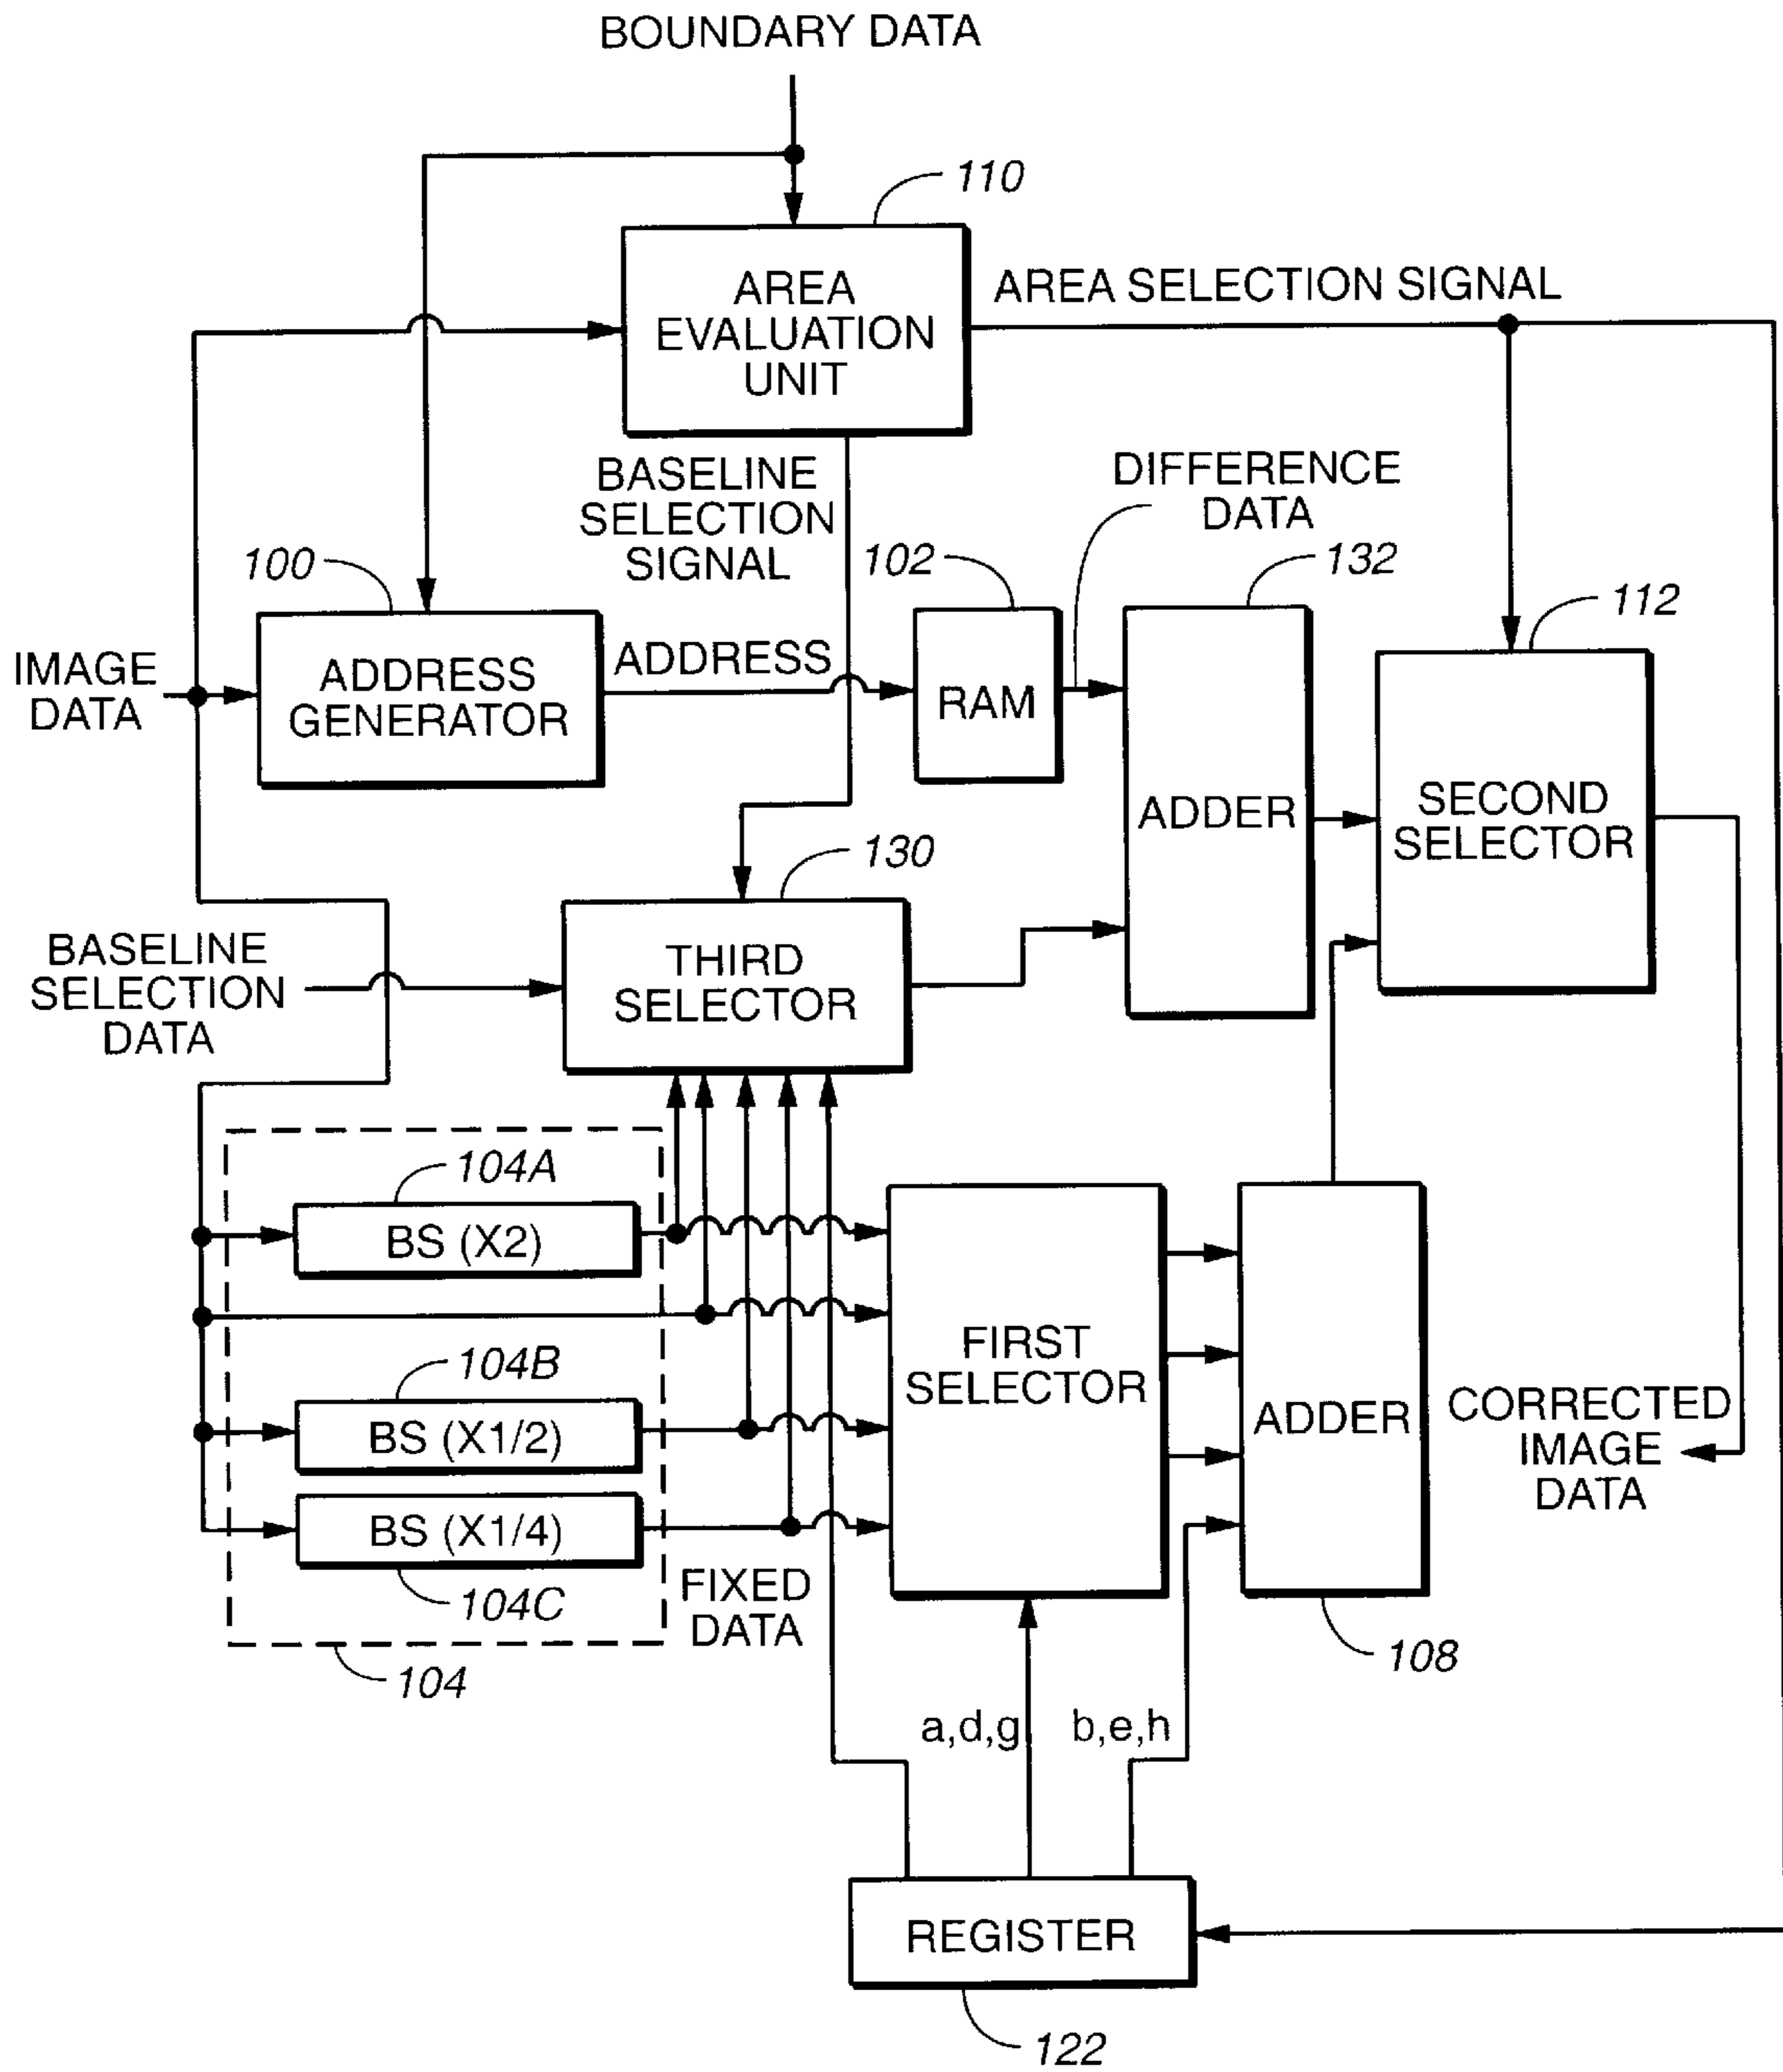 BOUNDARY DATA
110
AREA
EVALUATION
UNIT
AREA SELECTION SIGNAL
BASELINE
SELECTION
SIGNAL
DIFFERENCE
DATA
100
102
132
112
IMAGE
DATA
ADDRESS
GENERATOR
ADDRESS
RAM
ADDER
SECOND
SELECTOR
130
BASELINE
SELECTION
DATA
THIRD
SELECTOR
104A
BS (X2)
104B
BS (X1/2)
BS (X1/4)
104C
104
FIXED
DATA
FIRST
SELECTOR
ADDER
108
CORRECTED
IMAGE
DATA
a,d,g
b,e,h
REGISTER
122